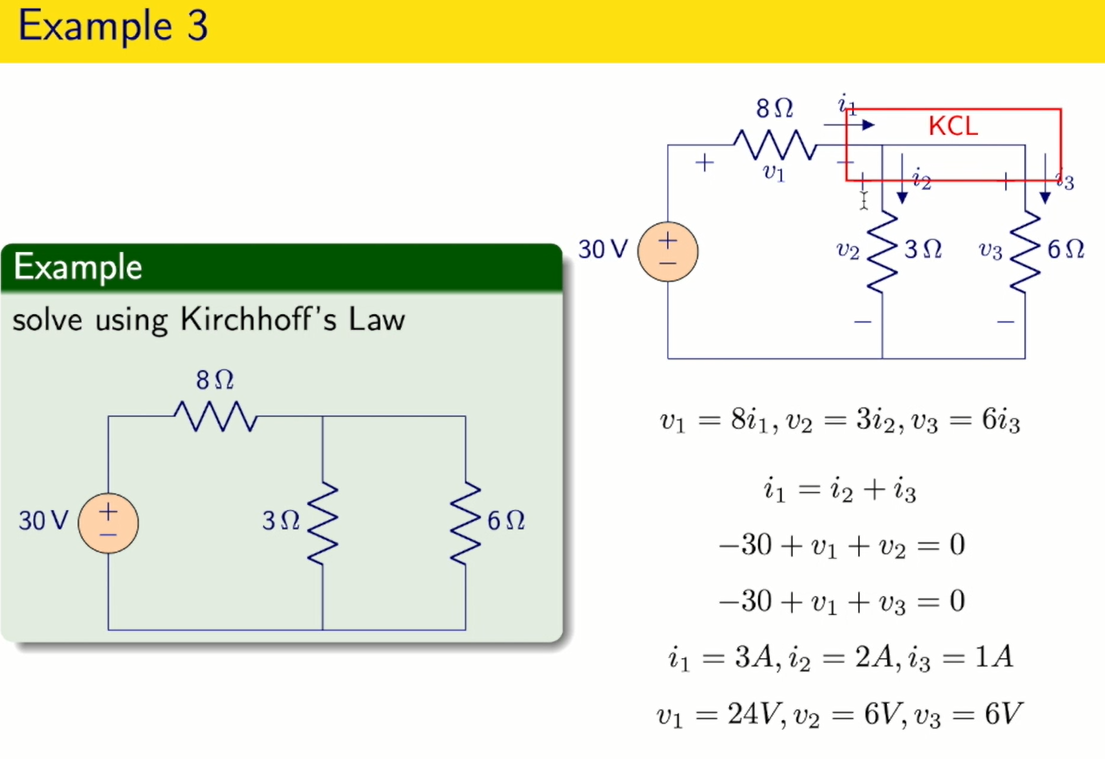 Example 3
Example
solve using Kirchhoff's Law
8 Ω
30 V
+
−
3 Ω
6 Ω
8 Ω
i₁
KCL
+
v₁
−
+
i₂
+
i₃
30 V
+
−
v₂
3 Ω
v₃
6 Ω
−
−
v₁ = 8i₁, v₂ = 3i₂, v₃ = 6i₃
i₁ = i₂ + i₃
−30 + v₁ + v₂ = 0
−30 + v₁ + v₃ = 0
i₁ = 3A, i₂ = 2A, i₃ = 1A
v₁ = 24V, v₂ = 6V, v₃ = 6V